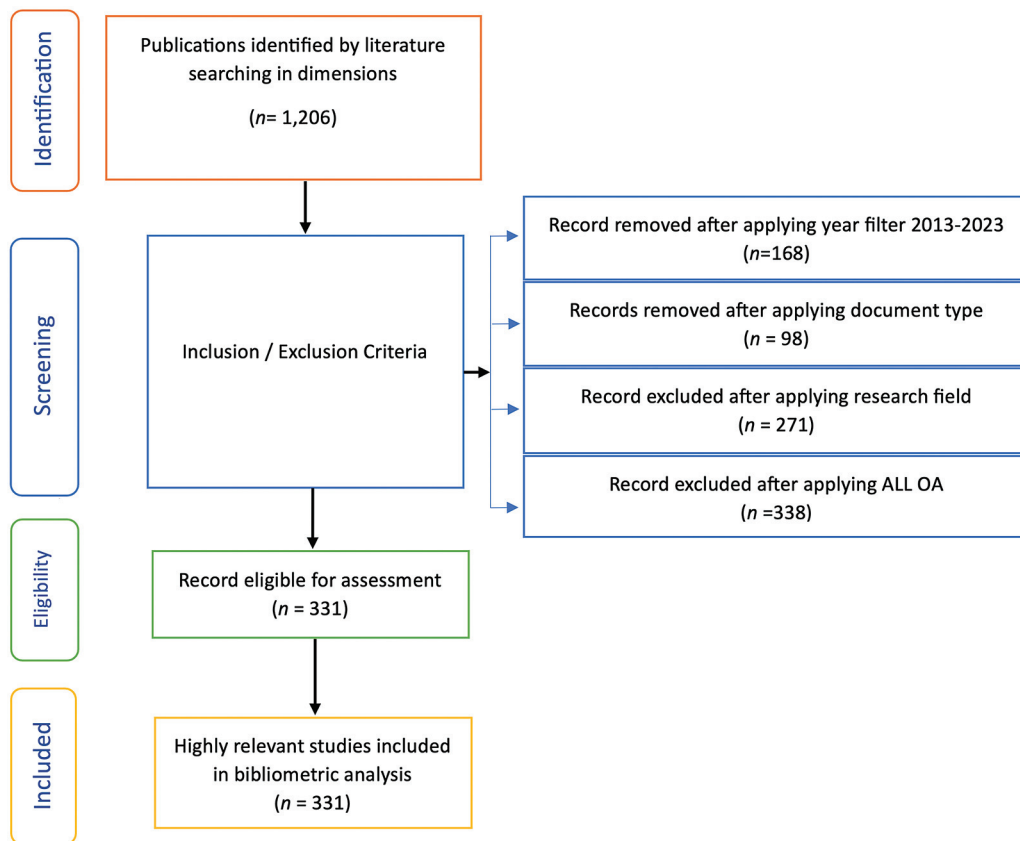 Identification
Publications identified by literature
searching in dimensions
(n= 1,206)
Screening
Inclusion / Exclusion Criteria
Record removed after applying year filter 2013-2023
(n=168)
Records removed after applying document type
(n = 98)
Record excluded after applying research field
(n = 271)
Record excluded after applying ALL OA
(n =338)
Eligibility
Record eligible for assessment
(n = 331)
Included
Highly relevant studies included
in bibliometric analysis
(n = 331)